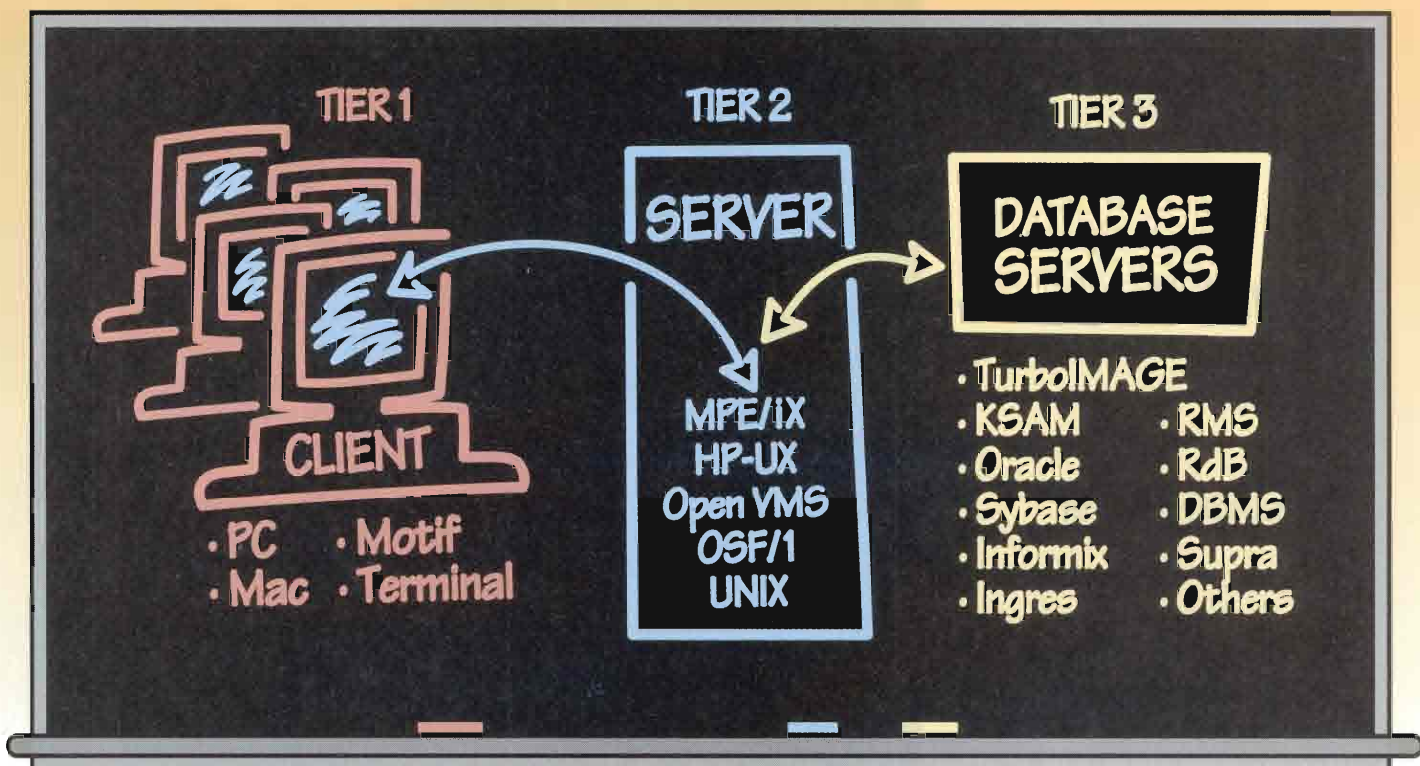 TIER 1
CLIENT
• PC • Motif
• Mac • Terminal
TIER 2
SERVER
MPE/iX
HP-UX
Open VMS
OSF/1
UNIX
TIER 3
DATABASE
SERVERS
• TurboIMAGE
• KSAM • RMS
• Oracle • RdB
• Sybase • DBMS
• Informix • Supra
• Ingres • Others